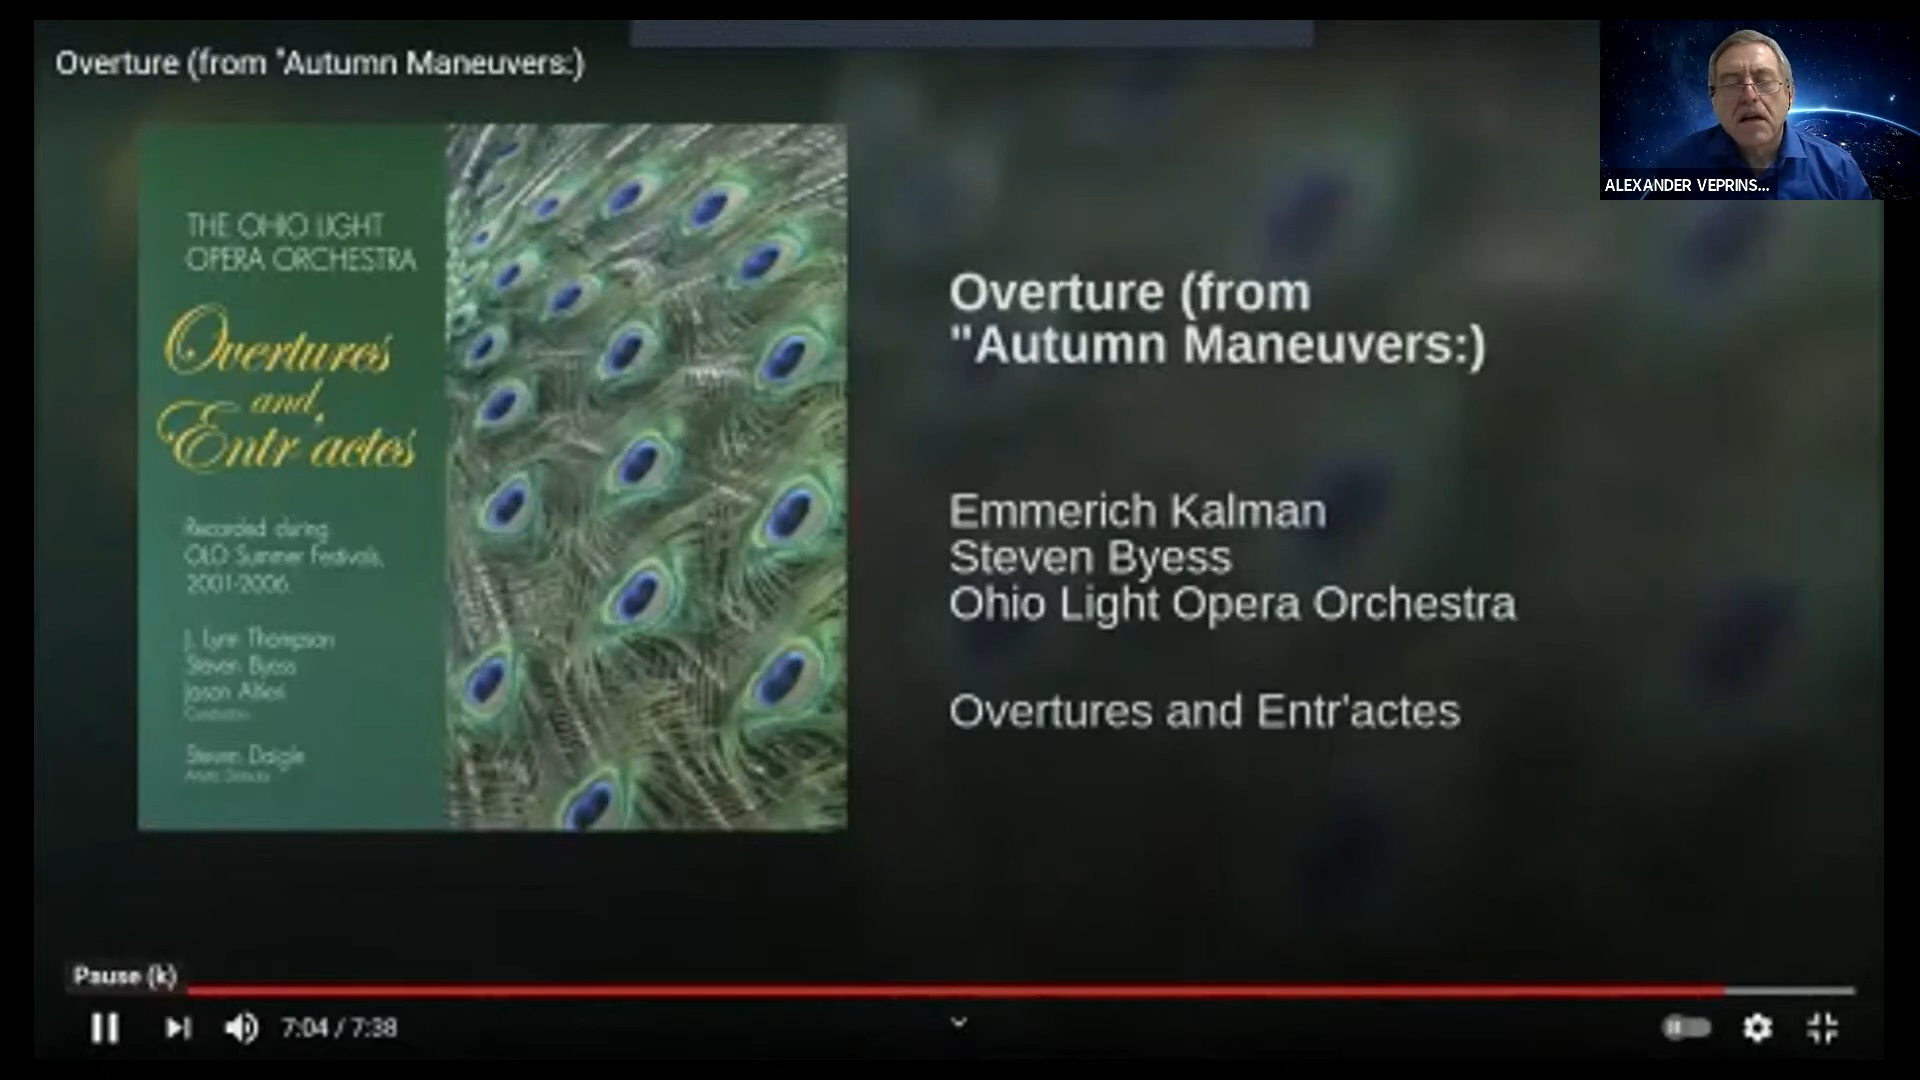 Overture (from "Autumn Maneuvers:)
ALEXANDER VEPRINS...
THE OHIO LIGHT
OPERA ORCHESTRA
Overtures
and
Entr'actes
Recorded during
OLO Summer Festivals,
2001-2006
J. Lynn Thompson
Steven Byess
Jason Altieri
Steven Daigle
Artistic Director
Overture (from
"Autumn Maneuvers:)
Emmerich Kalman
Steven Byess
Ohio Light Opera Orchestra
Overtures and Entr'actes
Pause (k)
7:04 / 7:38